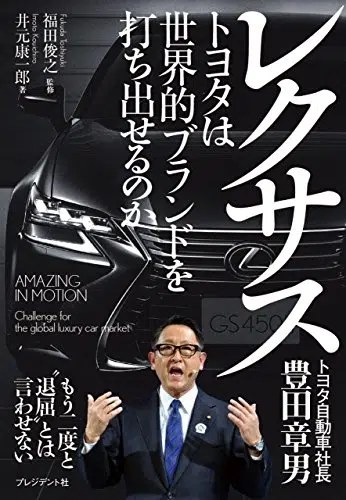 レクサス
トヨタは
世界的ブランドを
打ち出せるのか
Fukuda Toshiyuki
福田俊之 監修
Imoto Kouichiro
井元康一郎 著
AMAZING
IN MOTION
Challenge for
the global luxury car market
GS450
トヨタ自動車社長
豊田章男
もう二度と
“退屈”とは
言わせない
プレジデント社